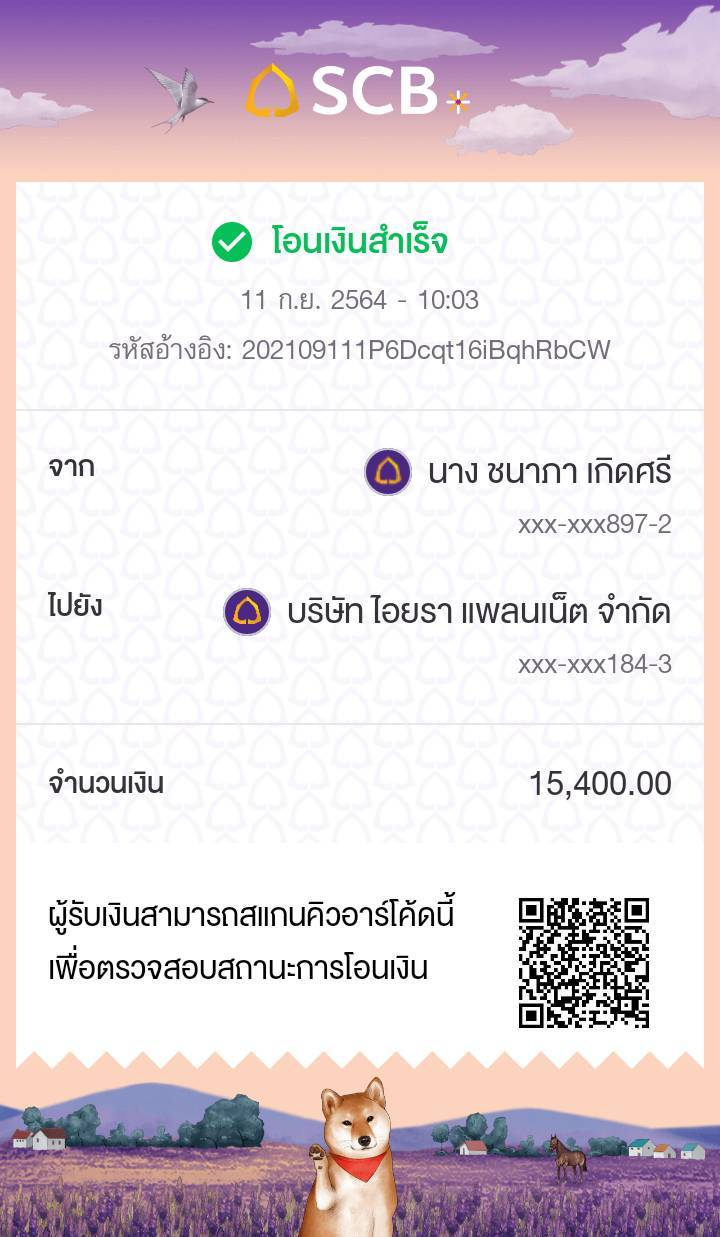 SCB
โอนเงินสำเร็จ
11 ก.ย. 2564 - 10:03
รหัสอ้างอิง: 202109111P6Dcqt16iBqhRbCW
จาก
นาง ชนาภา เกิดศรี
xxx-xxx897-2
ไปยัง
บริษัท ไอยรา แพลนเน็ต จำกัด
xxx-xxx184-3
จำนวนเงิน
15,400.00
ผู้รับเงินสามารถสแกนคิวอาร์โค้ดนี้
เพื่อตรวจสอบสถานะการโอนเงิน